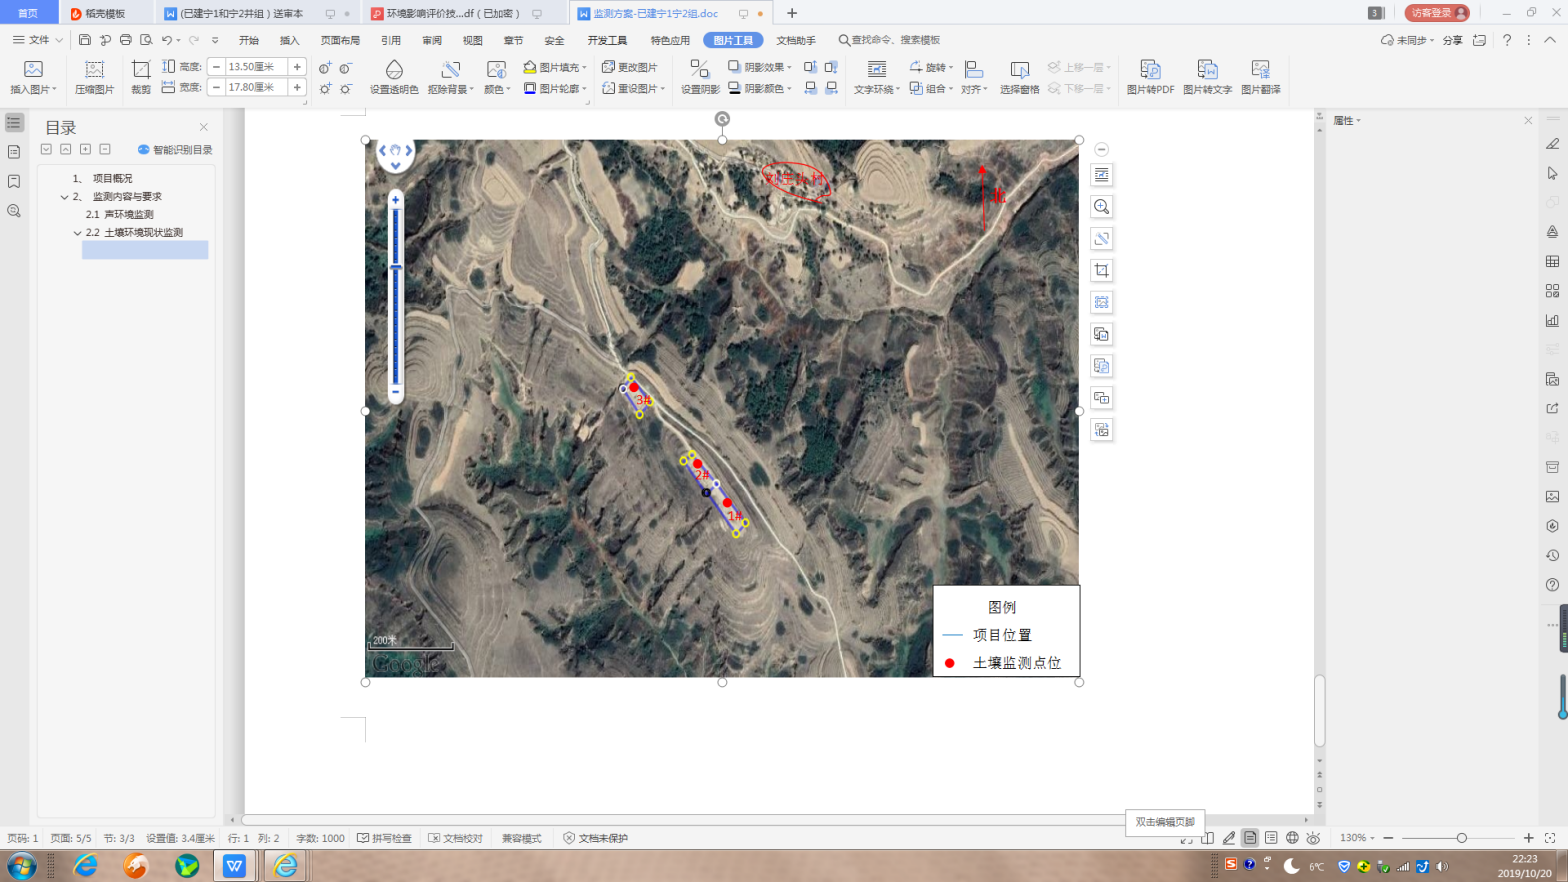 首页
稻壳模板
(已建宁1和宁2井组）送审本
环境影响评价技...df（已加密）
监测方案-已建宁1宁2组.doc
3
访客登录
文件
开始
插入
页面布局
引用
审阅
视图
章节
安全
开发工具
特色应用
图片工具
文档助手
查找命令、搜索模板
未同步
分享
插入图片
压缩图片
裁剪
高度: 13.50厘米
宽度: 17.80厘米
设置透明色
抠除背景
颜色
图片填充
图片轮廓
更改图片
重设图片
设置阴影
阴影效果
阴影颜色
文字环绕
旋转
组合
对齐
选择窗格
上移一层
下移一层
图片转PDF
图片转文字
图片翻译
目录
智能识别目录
1、 项目概况
2、 监测内容与要求
2.1 声环境监测
2.2 土壤环境现状监测
属性
北
3#
2#
1#
200米
Google
图例
项目位置
土壤监测点位
双击编辑页脚
页码: 1
页面: 5/5
节: 3/3
设置值: 3.4厘米
行: 1
列: 2
字数: 1000
拼写检查
文档校对
兼容模式
文档未保护
130%
6℃
22:23
2019/10/20